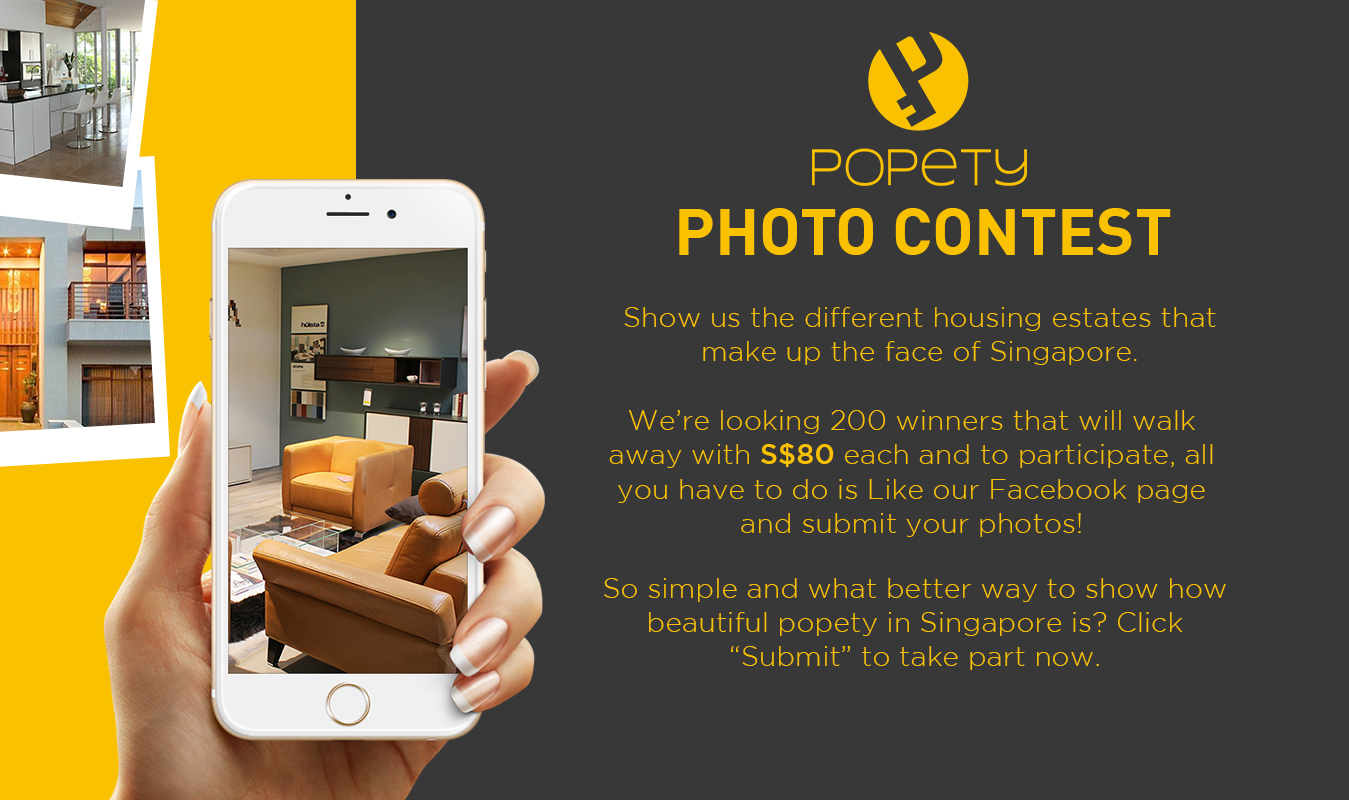 POPETY
PHOTO CONTEST
Show us the different housing estates that
make up the face of Singapore.
We’re looking 200 winners that will walk
away with S$80 each and to participate, all
you have to do is Like our Facebook page
and submit your photos!
So simple and what better way to show how
beautiful popety in Singapore is? Click
“Submit” to take part now.
hülsta